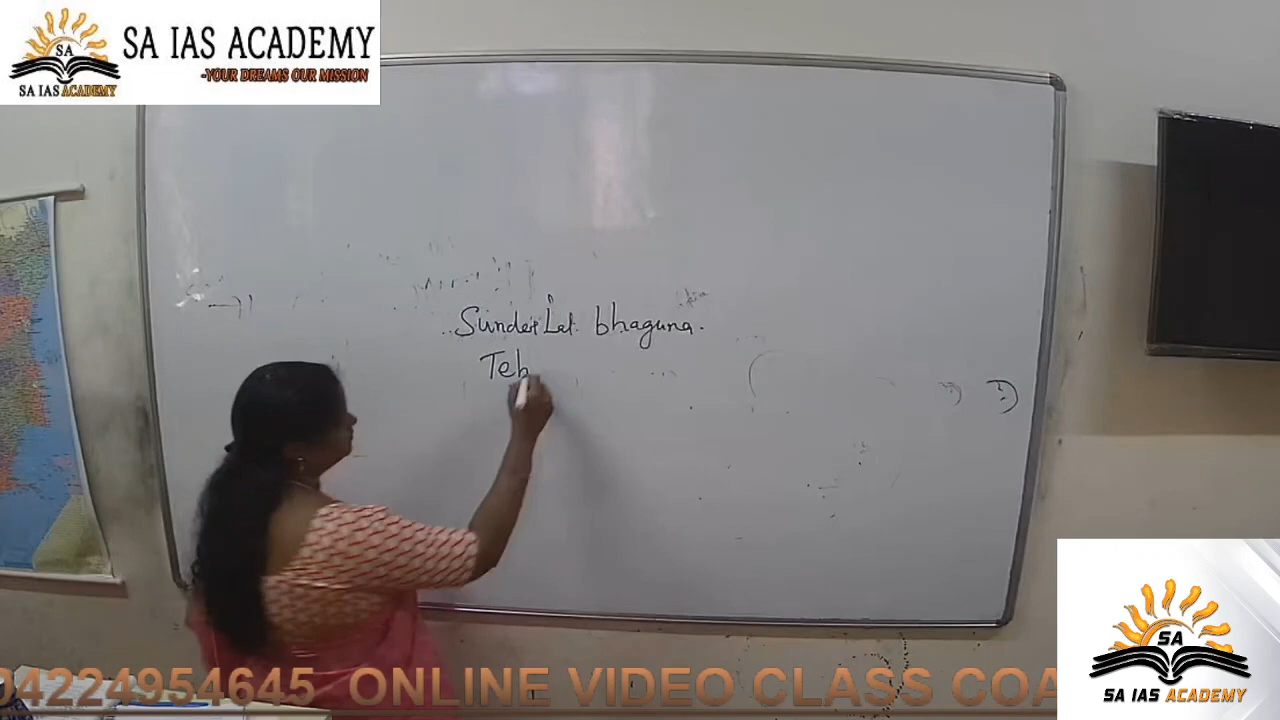 SA
SA IAS ACADEMY
SA IAS ACADEMY
-YOUR DREAMS OUR MISSION
Sunder Lal bhaguna.
Teh
04224954645 ONLINE VIDEO CLASS COA
SA
SA IAS ACADEMY